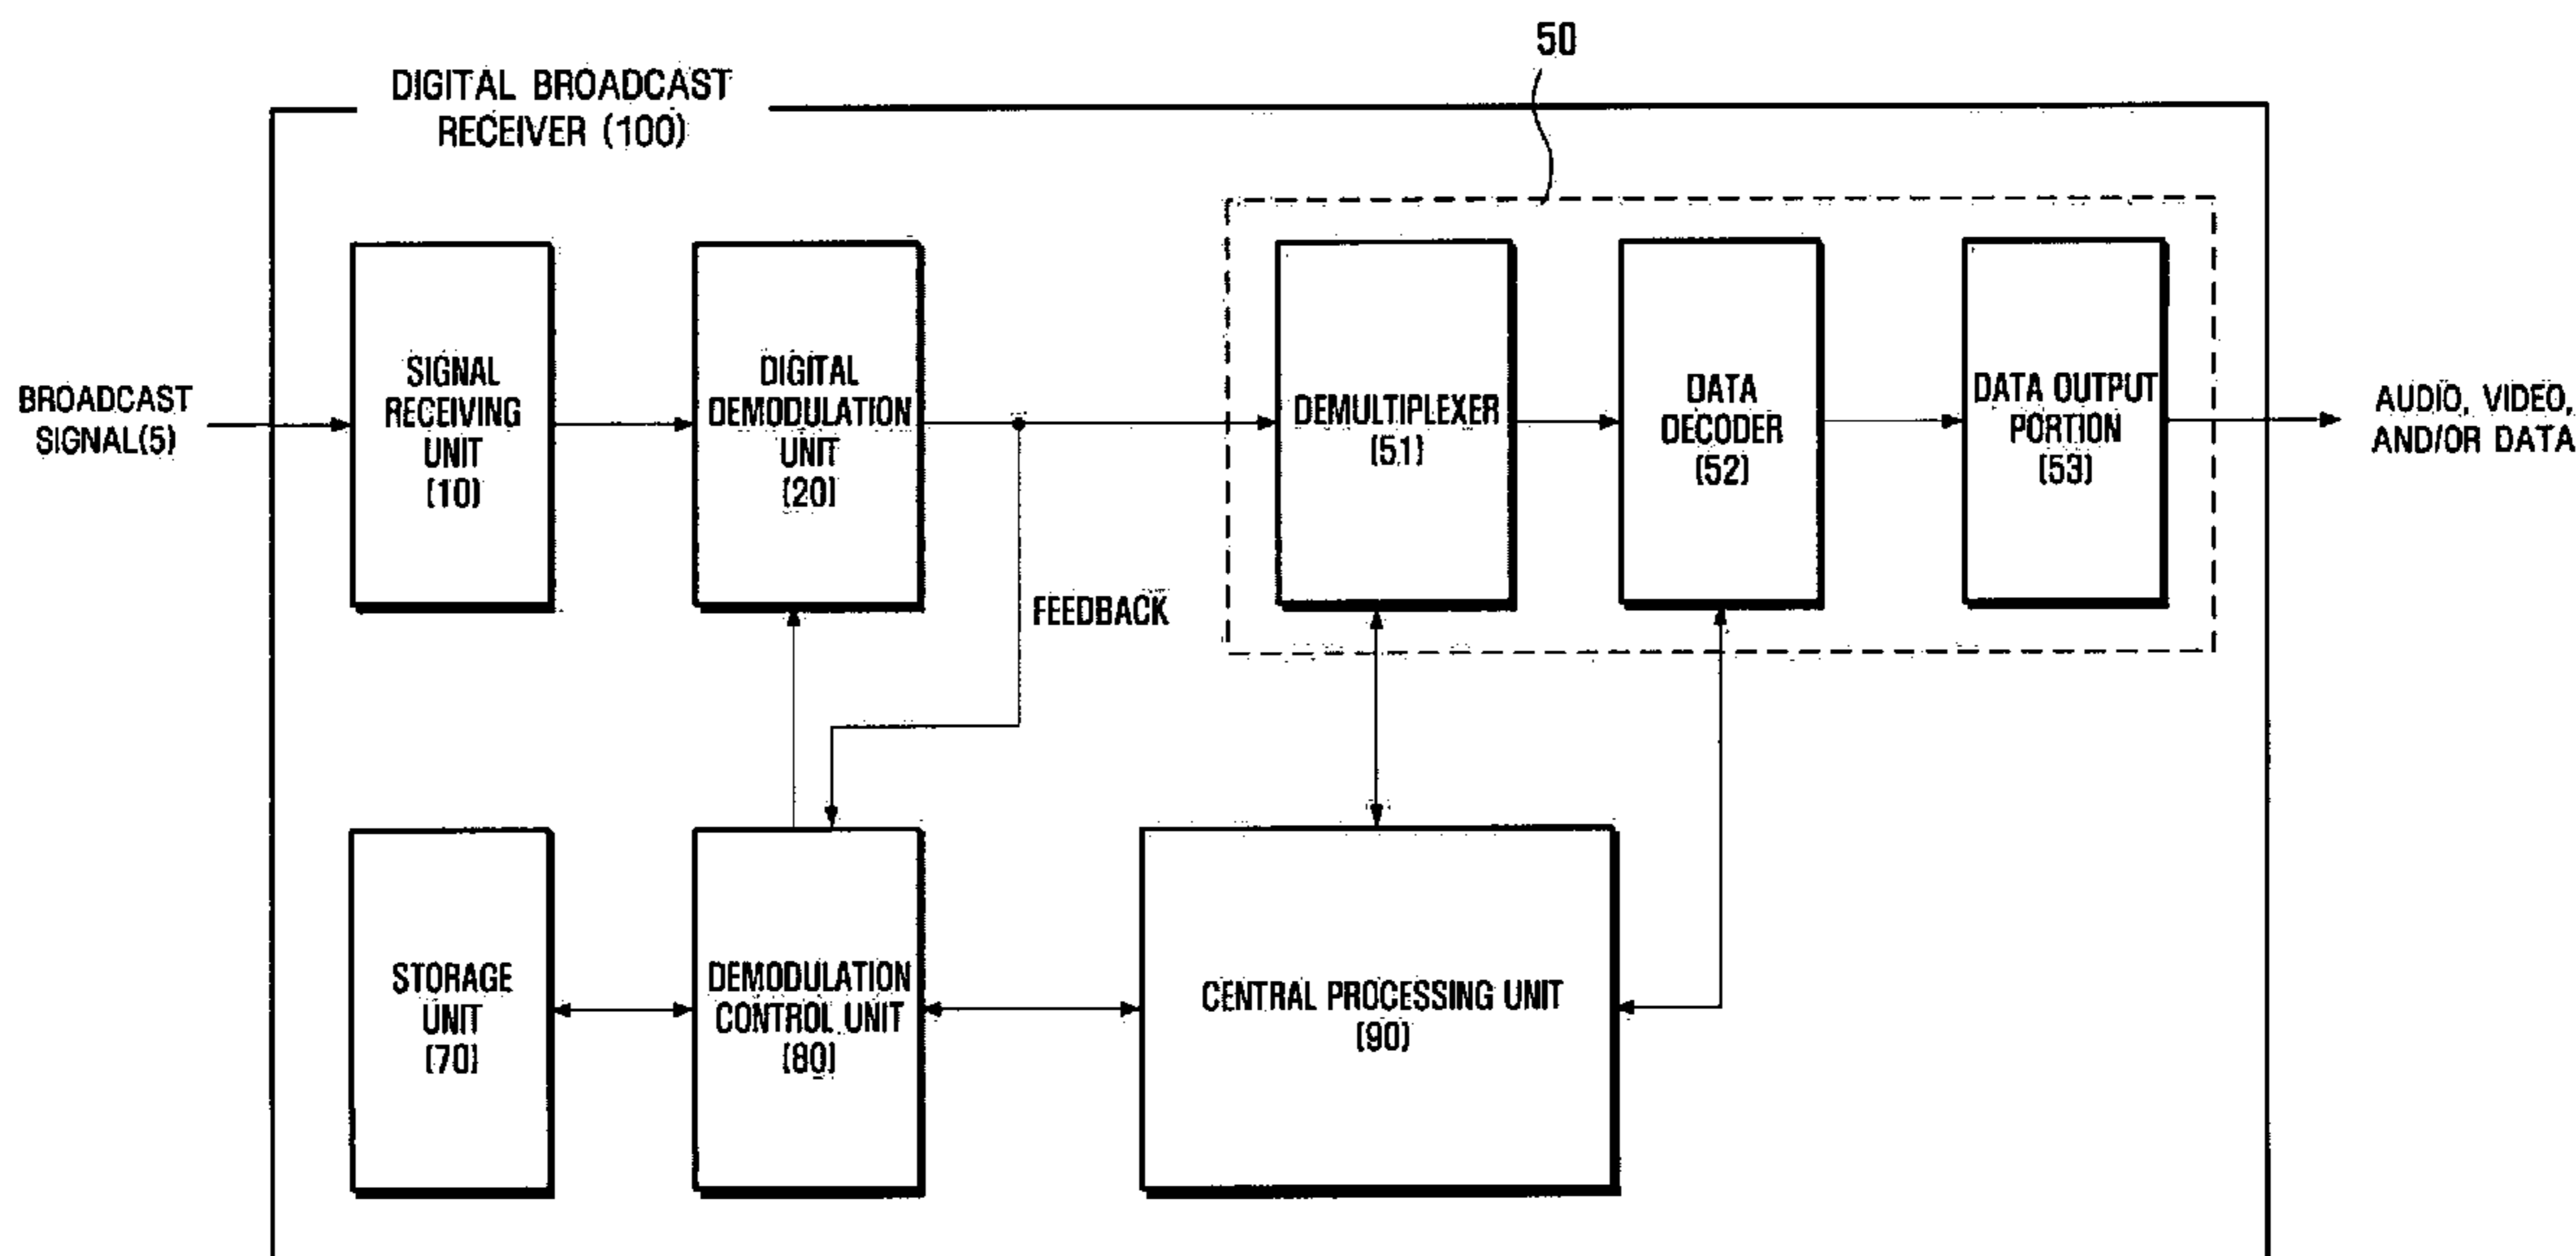 50
DIGITAL BROADCAST
RECEIVER (100)
BROADCAST
SIGNAL(5)
SIGNAL
RECEIVING
UNIT
(10)
DIGITAL
DEMODULATION
UNIT
(20)
DEMULTIPLEXER
(51)
DATA
DECODER
(52)
DATA OUTPUT
PORTION
(53)
AUDIO, VIDEO,
AND/OR DATA
FEEDBACK
STORAGE
UNIT
(70)
DEMODULATION
CONTROL UNIT
(80)
CENTRAL PROCESSING UNIT
(90)